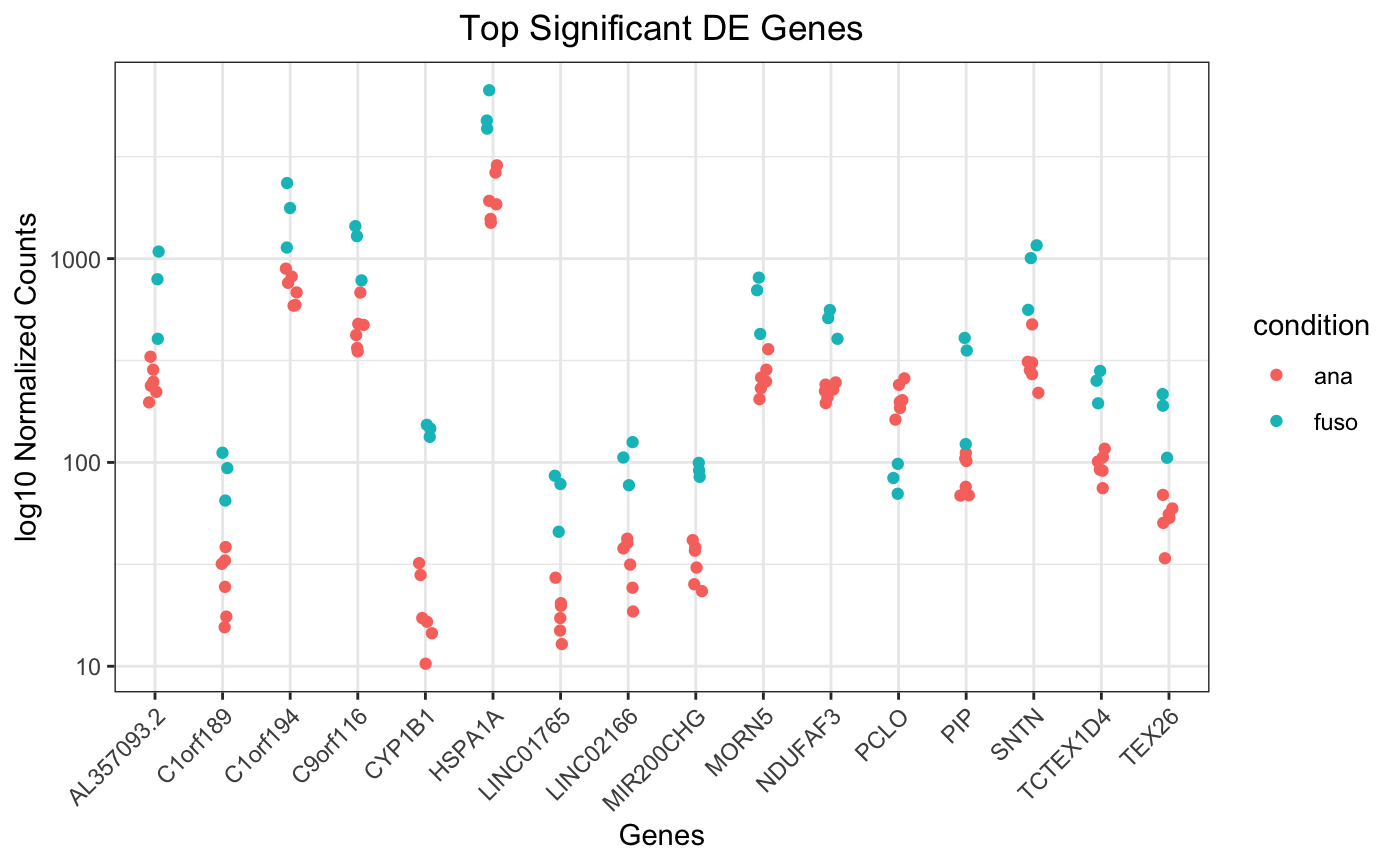 Top Significant DE Genes
log10 Normalized Counts
1000
100
10
AL357093.2
C1orf189
C1orf194
C9orf116
CYP1B1
HSPA1A
LINC01765
LINC02166
MIR200CHG
MORN5
NDUFAF3
PCLO
PIP
SNTN
TCTEX1D4
TEX26
Genes
condition
ana
fuso